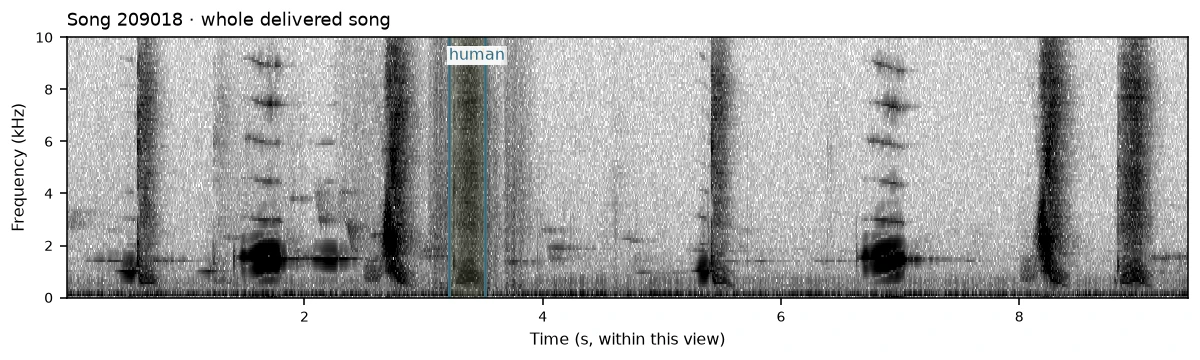 Song 209018 · whole delivered song
human
Frequency (kHz)
10
8
6
4
2
0
2
4
6
8
Time (s, within this view)